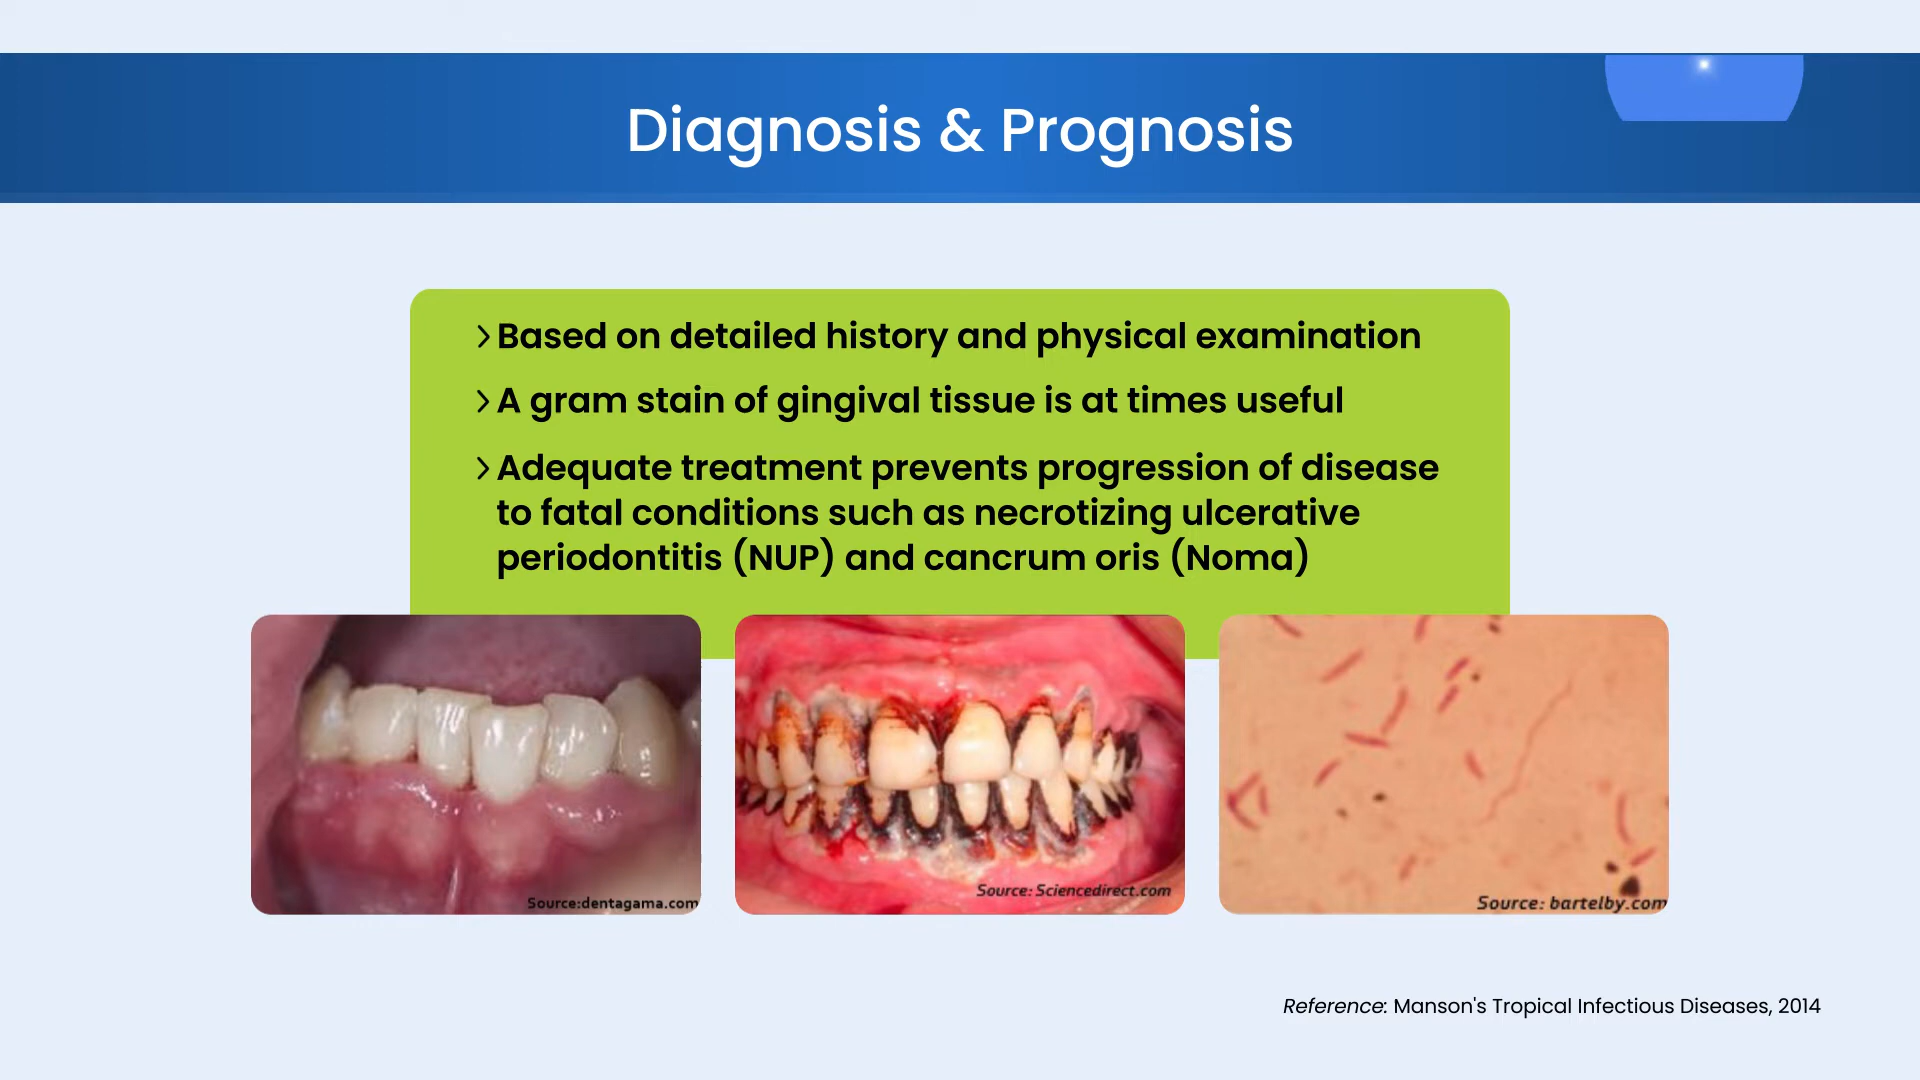 Diagnosis & Prognosis
Based on detailed history and physical examination
A gram stain of gingival tissue is at times useful
Adequate treatment prevents progression of disease
to fatal conditions such as necrotizing ulcerative
periodontitis (NUP) and cancrum oris (Noma)
Source:dentagama.com
Source: Sciencedirect.com
Source: bartelby.com
Reference: Manson's Tropical Infectious Diseases, 2014